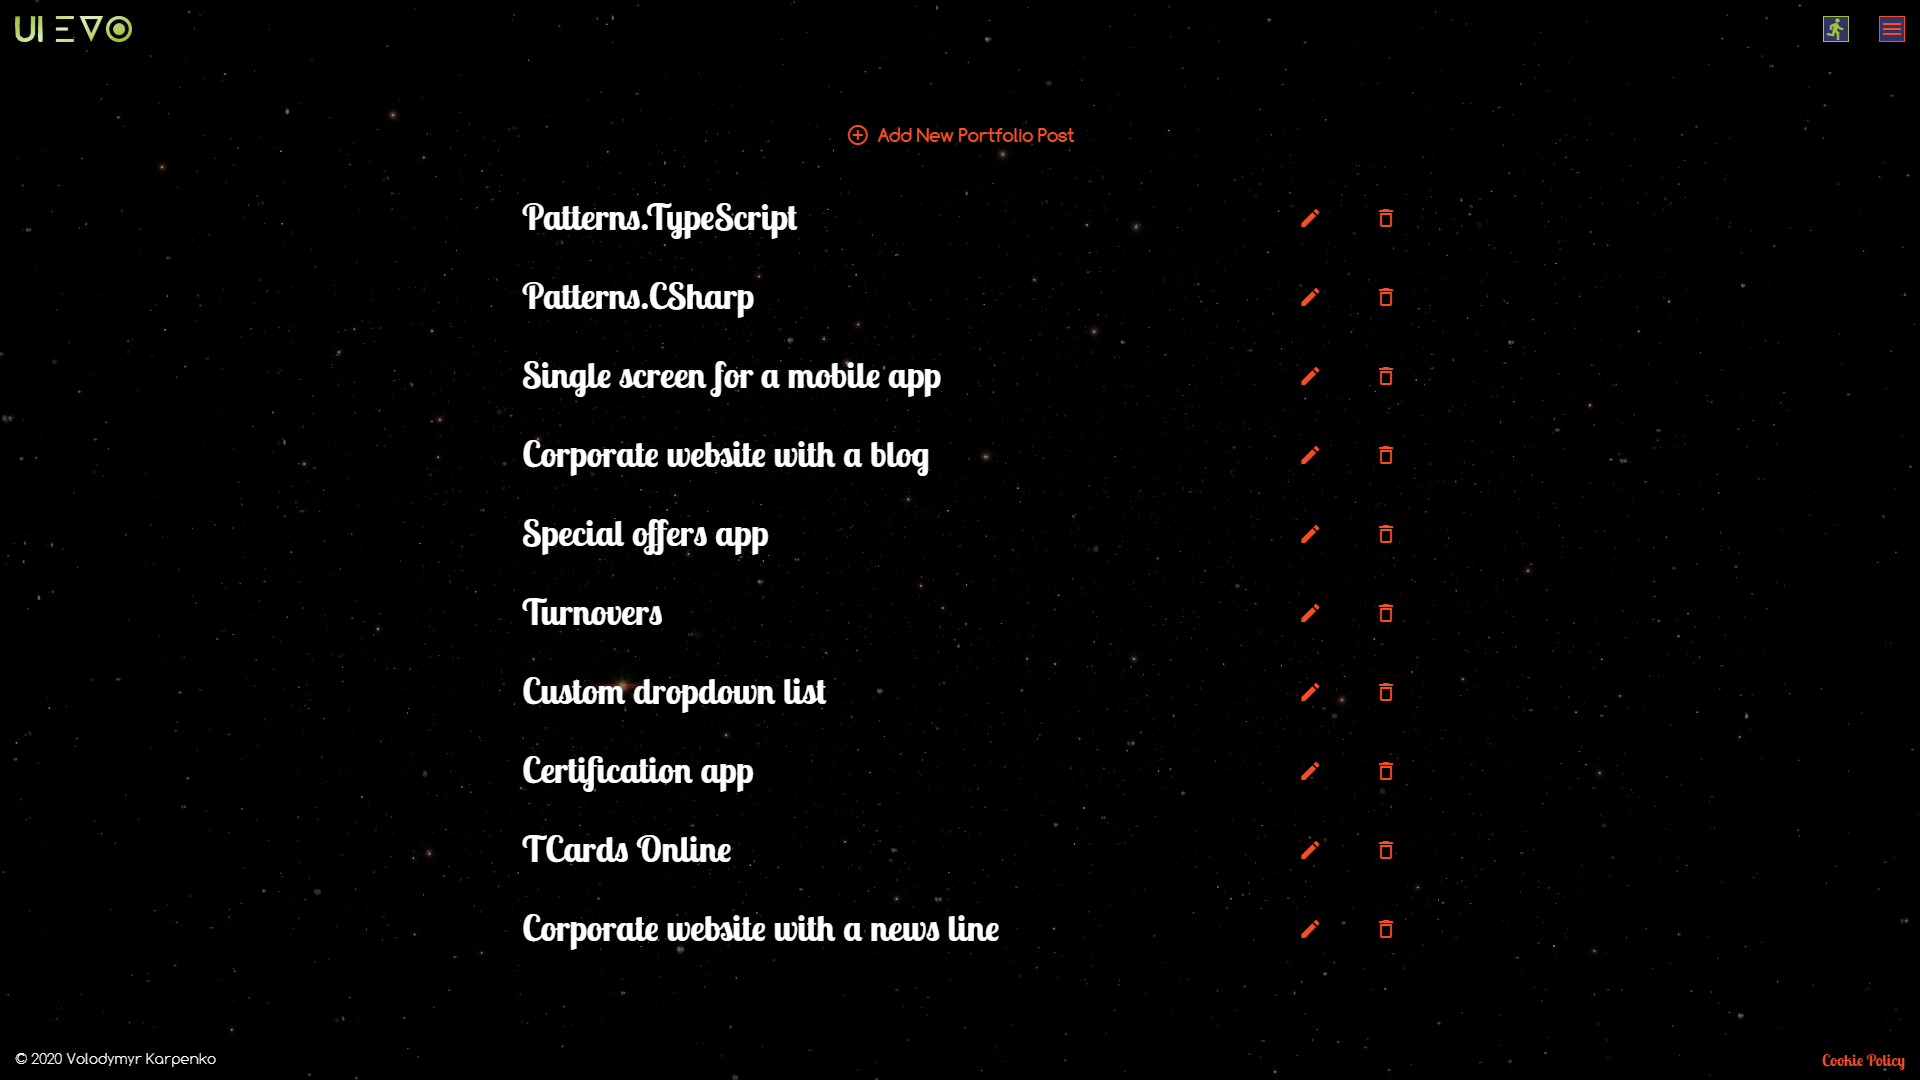 UI EVO
Add New Portfolio Post
Patterns.TypeScript
Patterns.CSharp
Single screen for a mobile app
Corporate website with a blog
Special offers app
Turnovers
Custom dropdown list
Certification app
TCards Online
Corporate website with a news line
© 2020 Volodymyr Karpenko
Cookie Policy